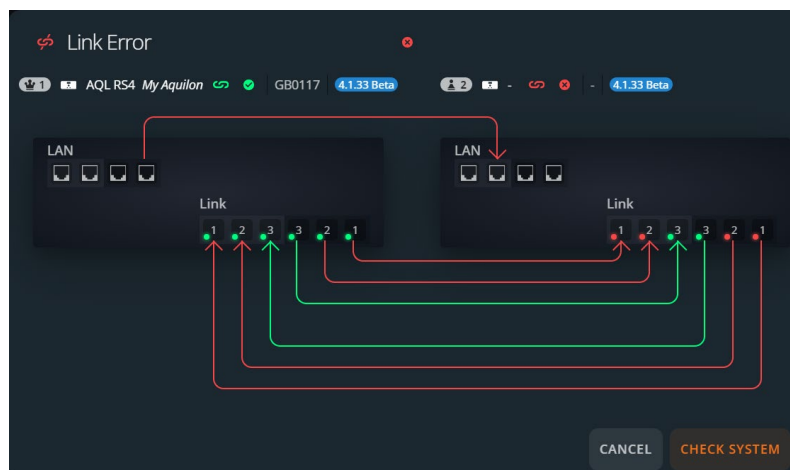 Link Error
1 AQL RS4 My Aquilon GB0117 4.1.33 Beta
2 - - 4.1.33 Beta
LAN
LAN
Link
Link
1 2 3 3 2 1
1 2 3 3 2 1
CANCEL CHECK SYSTEM